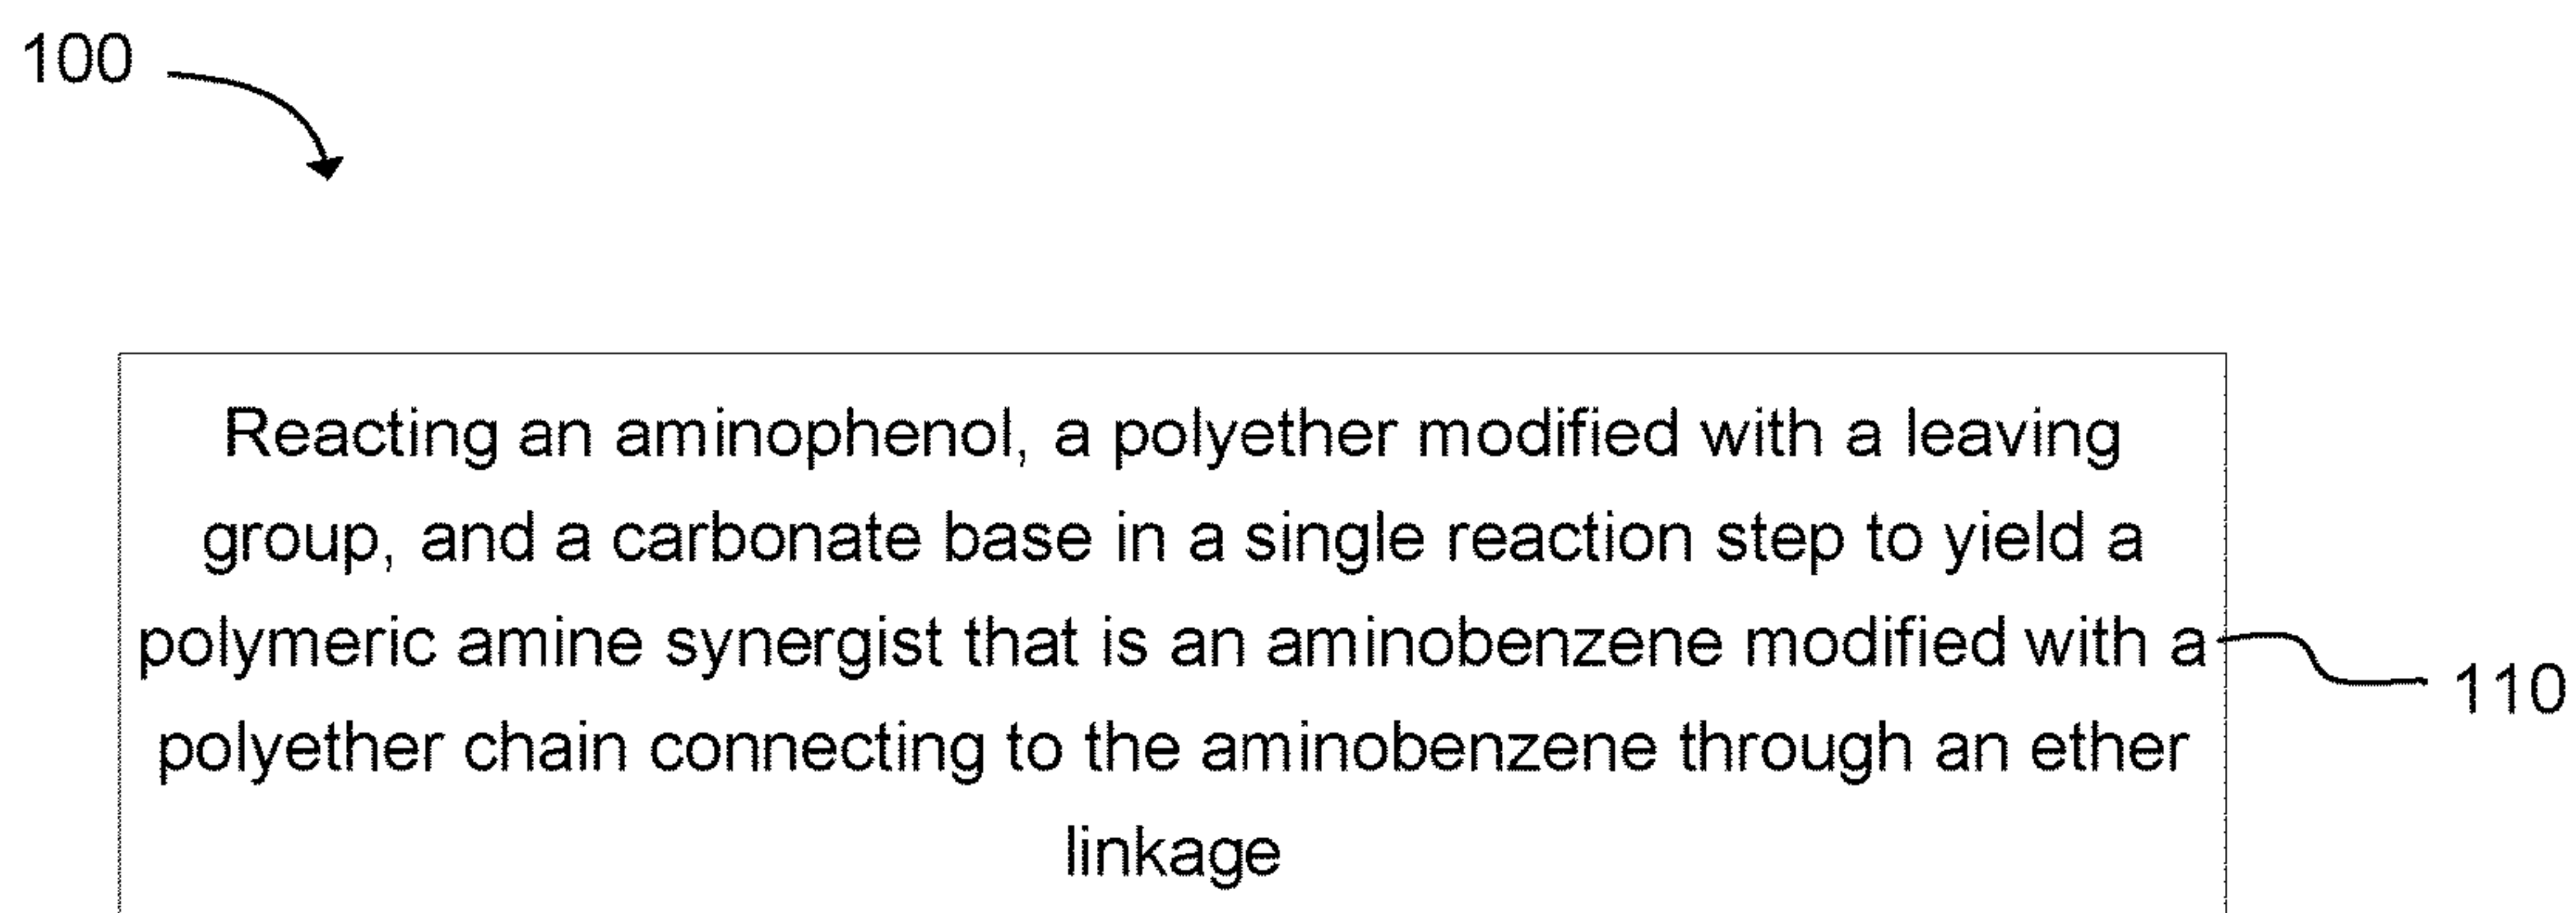 100
Reacting an aminophenol, a polyether modified with a leaving
group, and a carbonate base in a single reaction step to yield a
polymeric amine synergist that is an aminobenzene modified with a
110
polyether chain connecting to the aminobenzene through an ether
linkage